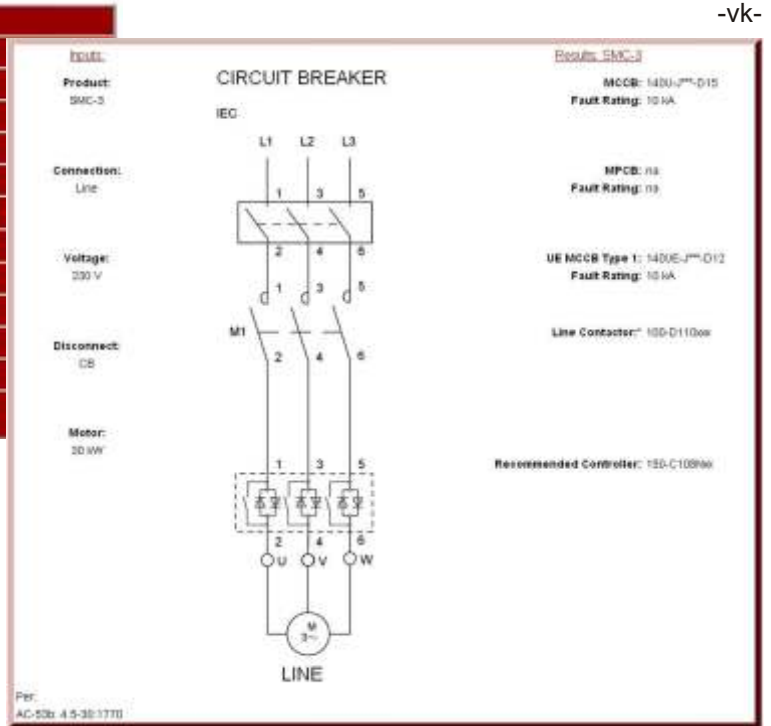 -vk-
Inputs:
Product:
SMC-3
Connection:
Line
Voltage:
230 V
Disconnect:
CB
Motor:
30 kW
CIRCUIT BREAKER
IEC
L1 L2 L3
1 3 5
2 4 6
1 3 5
M1
2 4 6
1 3 5
2 4 6
U V W
M
3~
LINE
Results: SMC-3
MCCB: 140U-J***-D15
Fault Rating: 10 kA
MPCB: na
Fault Rating: na
UE MCCB Type 1: 140UE-J***-D12
Fault Rating: 10 kA
Line Contactor:* 100-D110xxx
Recommended Controller: 150-C108Nxx
Per:
AC-53b: 4.5-30:1770